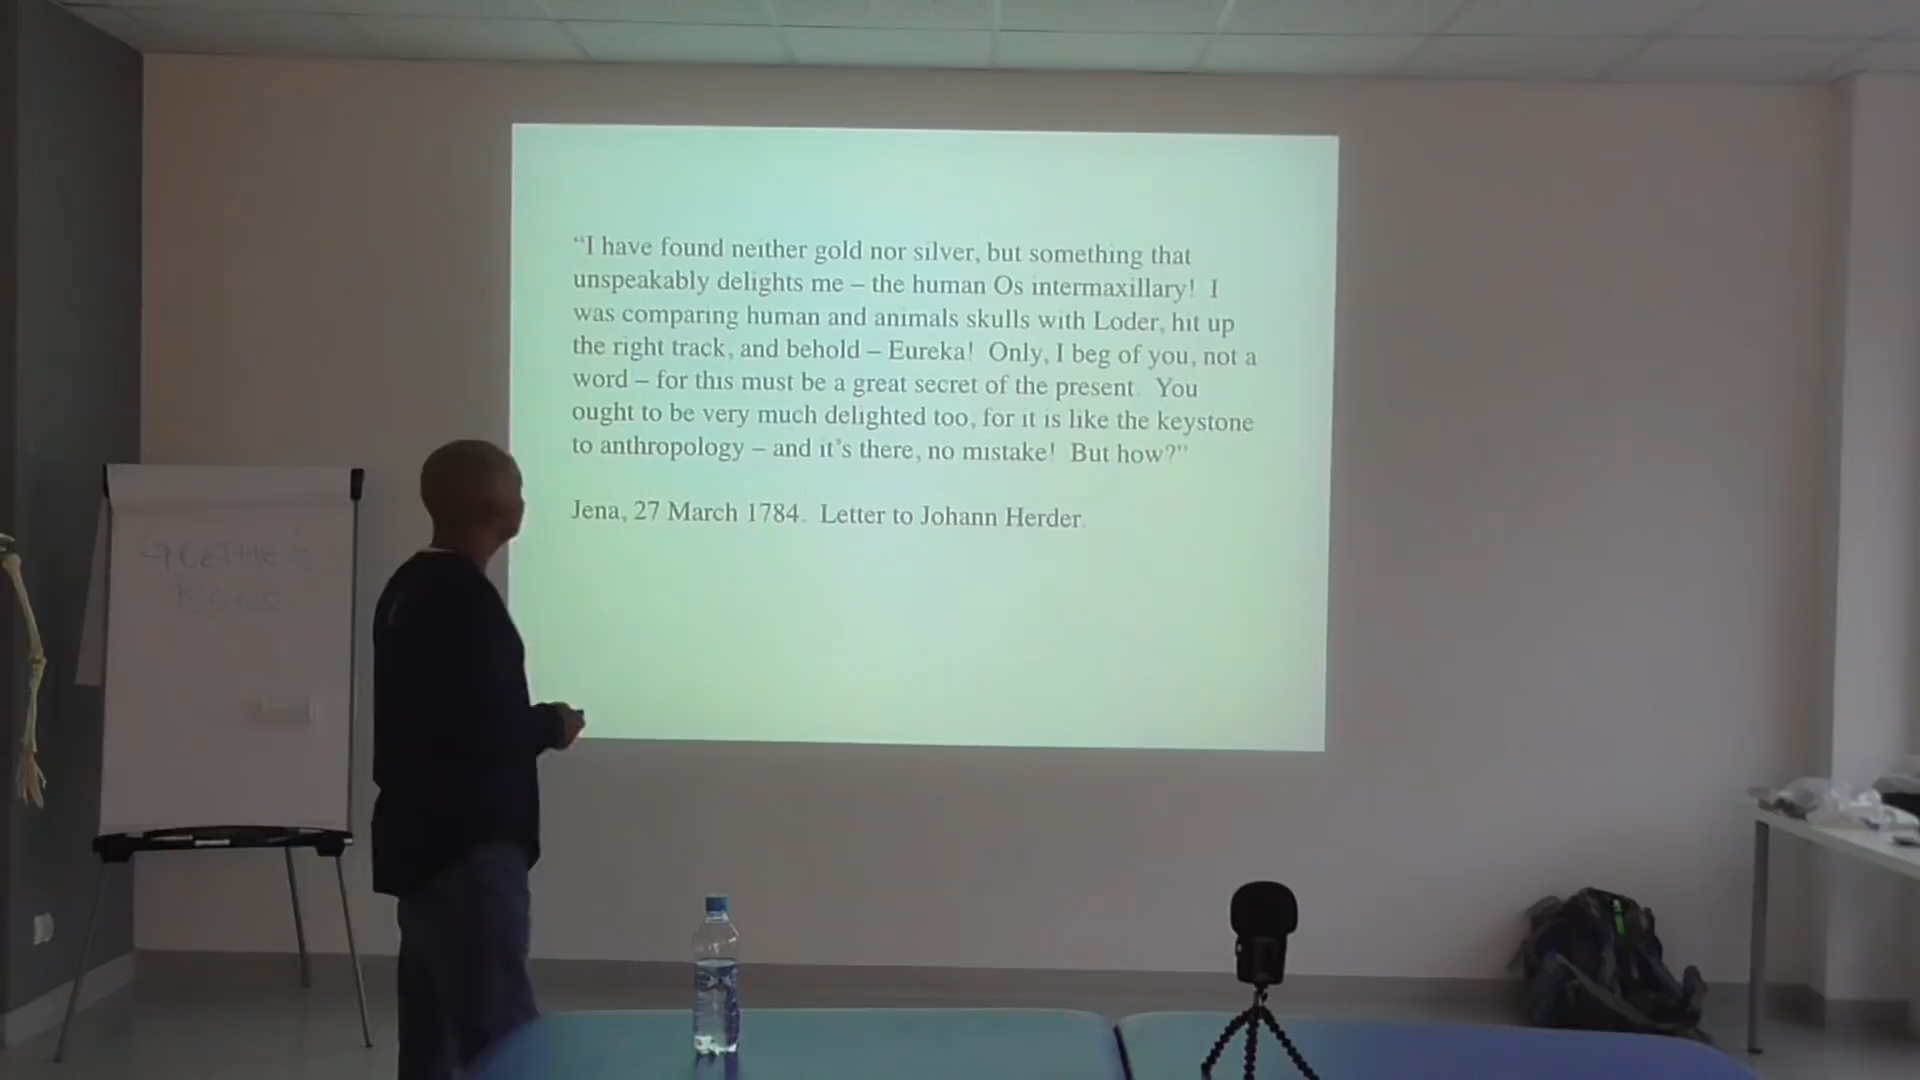 “I have found neither gold nor silver, but something that
unspeakably delights me – the human Os intermaxillary!  I
was comparing human and animals skulls with Loder, hit up
the right track, and behold – Eureka!  Only, I beg of you, not a
word – for this must be a great secret of the present.  You
ought to be very much delighted too, for it is like the keystone
to anthropology – and it’s there, no mistake!  But how?”
Jena, 27 March 1784.  Letter to Johann Herder.